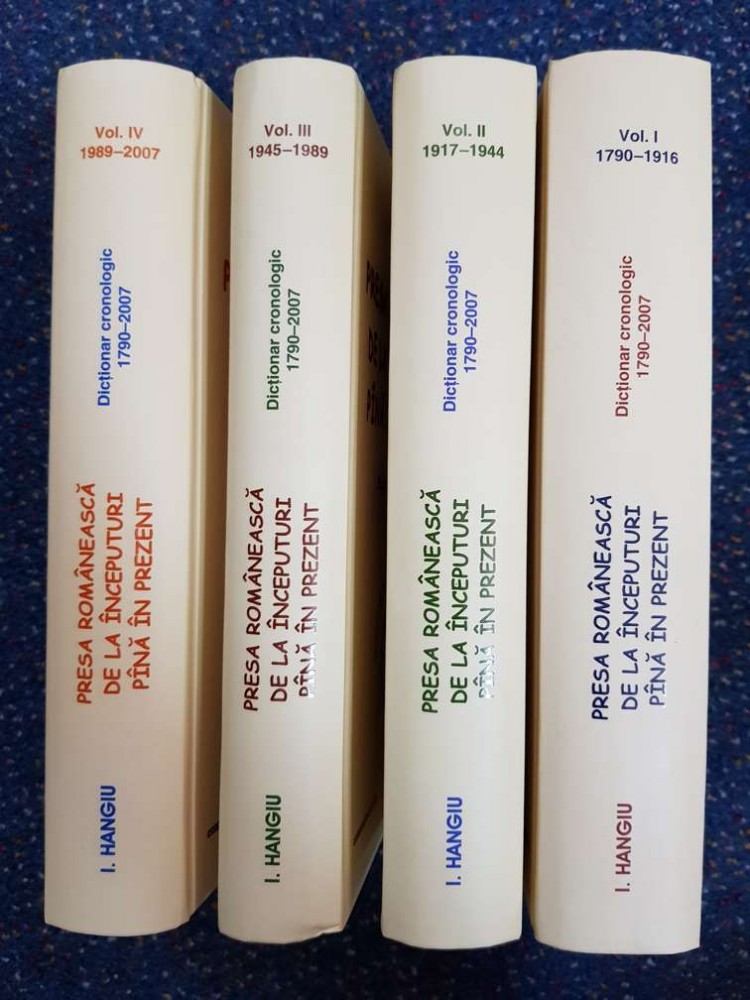 Vol. IV
1989–2007
Dicționar cronologic
1790–2007
PRESA ROMÂNEASCĂ
DE LA ÎNCEPUTURI
PÎNĂ ÎN PREZENT
I. HANGIU
Vol. III
1945–1989
Dicționar cronologic
1790–2007
PRESA ROMÂNEASCĂ
DE LA ÎNCEPUTURI
PÎNĂ ÎN PREZENT
I. HANGIU
Vol. II
1917–1944
Dicționar cronologic
1790–2007
PRESA ROMÂNEASCĂ
DE LA ÎNCEPUTURI
PÎNĂ ÎN PREZENT
I. HANGIU
Vol. I
1790–1916
Dicționar cronologic
1790–2007
PRESA ROMÂNEASCĂ
DE LA ÎNCEPUTURI
PÎNĂ ÎN PREZENT
I. HANGIU